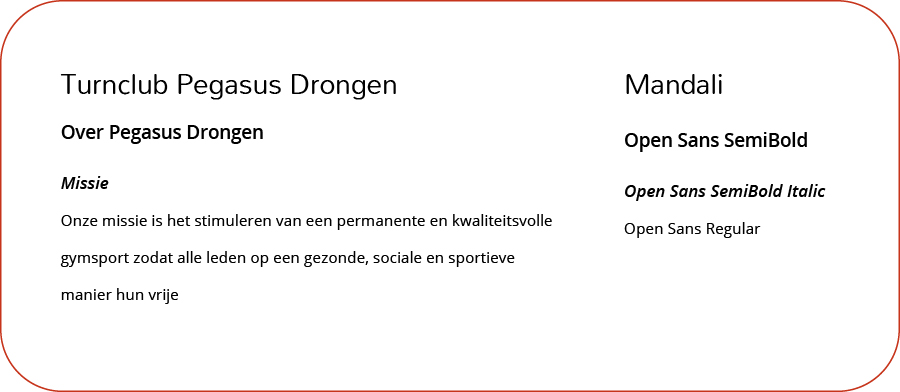 Turnclub Pegasus Drongen
Over Pegasus Drongen
Missie
Onze missie is het stimuleren van een permanente en kwaliteitsvolle
gymsport zodat alle leden op een gezonde, sociale en sportieve
manier hun vrije
Mandali
Open Sans SemiBold
Open Sans SemiBold Italic
Open Sans Regular